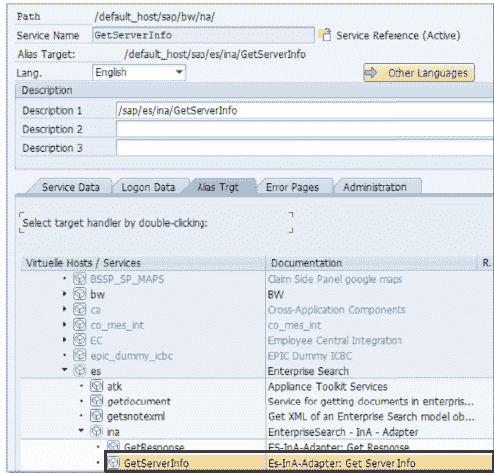 Path /default_host/sap/bw/na/
Service Name GetServerInfo Service Reference (Active)
Alias Target: /default_host/sap/es/ina/GetServerInfo
Lang. English Other Languages
Description
Description 1 /sap/es/ina/GetServerInfo
Description 2
Description 3
Service Data Logon Data Alias Trgt Error Pages Administration
Select target handler by double-clicking:
Virtuelle Hosts / Services Documentation R.
BSSP_SP_MAPS Claim Side Panel google maps
bw BW
ca Cross-Application Components
co_mes_int co_mes_int
EC Employee Central Integration
epic_dummy_icbc EPIC Dummy ICBC
es Enterprise Search
atk Appliance Toolkit Services
getdocument Service for getting documents in enterpris...
getsnotexml Get XML of an Enterprise Search model ob...
ina EnterpriseSearch - InA - Adapter
GetResponse ES-InA-Adapter: Get Response
GetServerInfo Es-InA-Adapter: Get Server Info